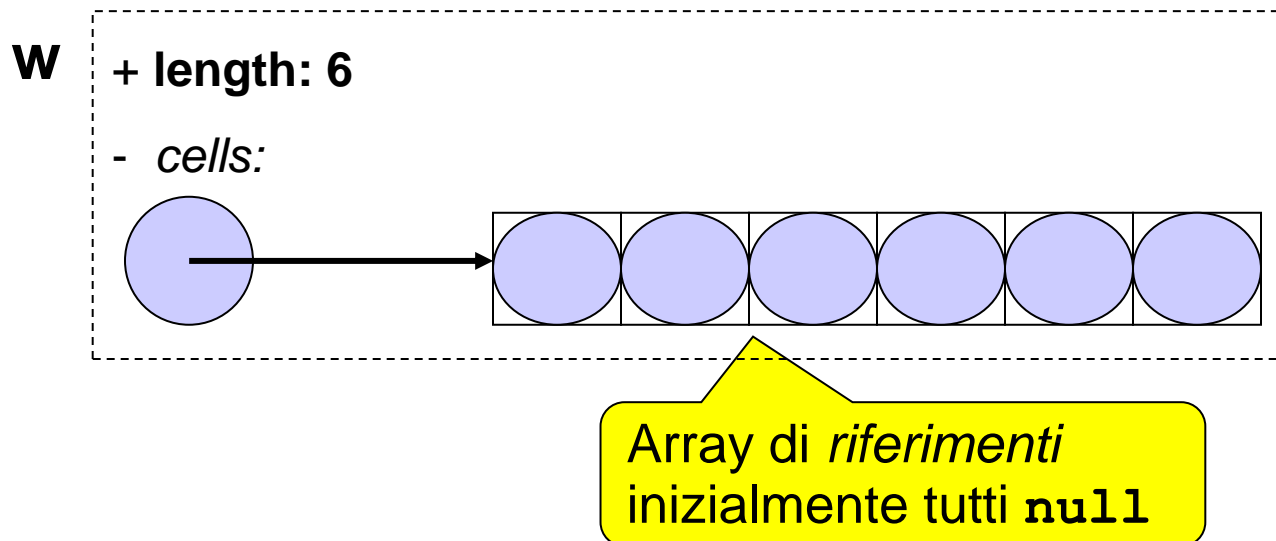 w
+ length: 6
- cells:
Array di riferimenti
inizialmente tutti null